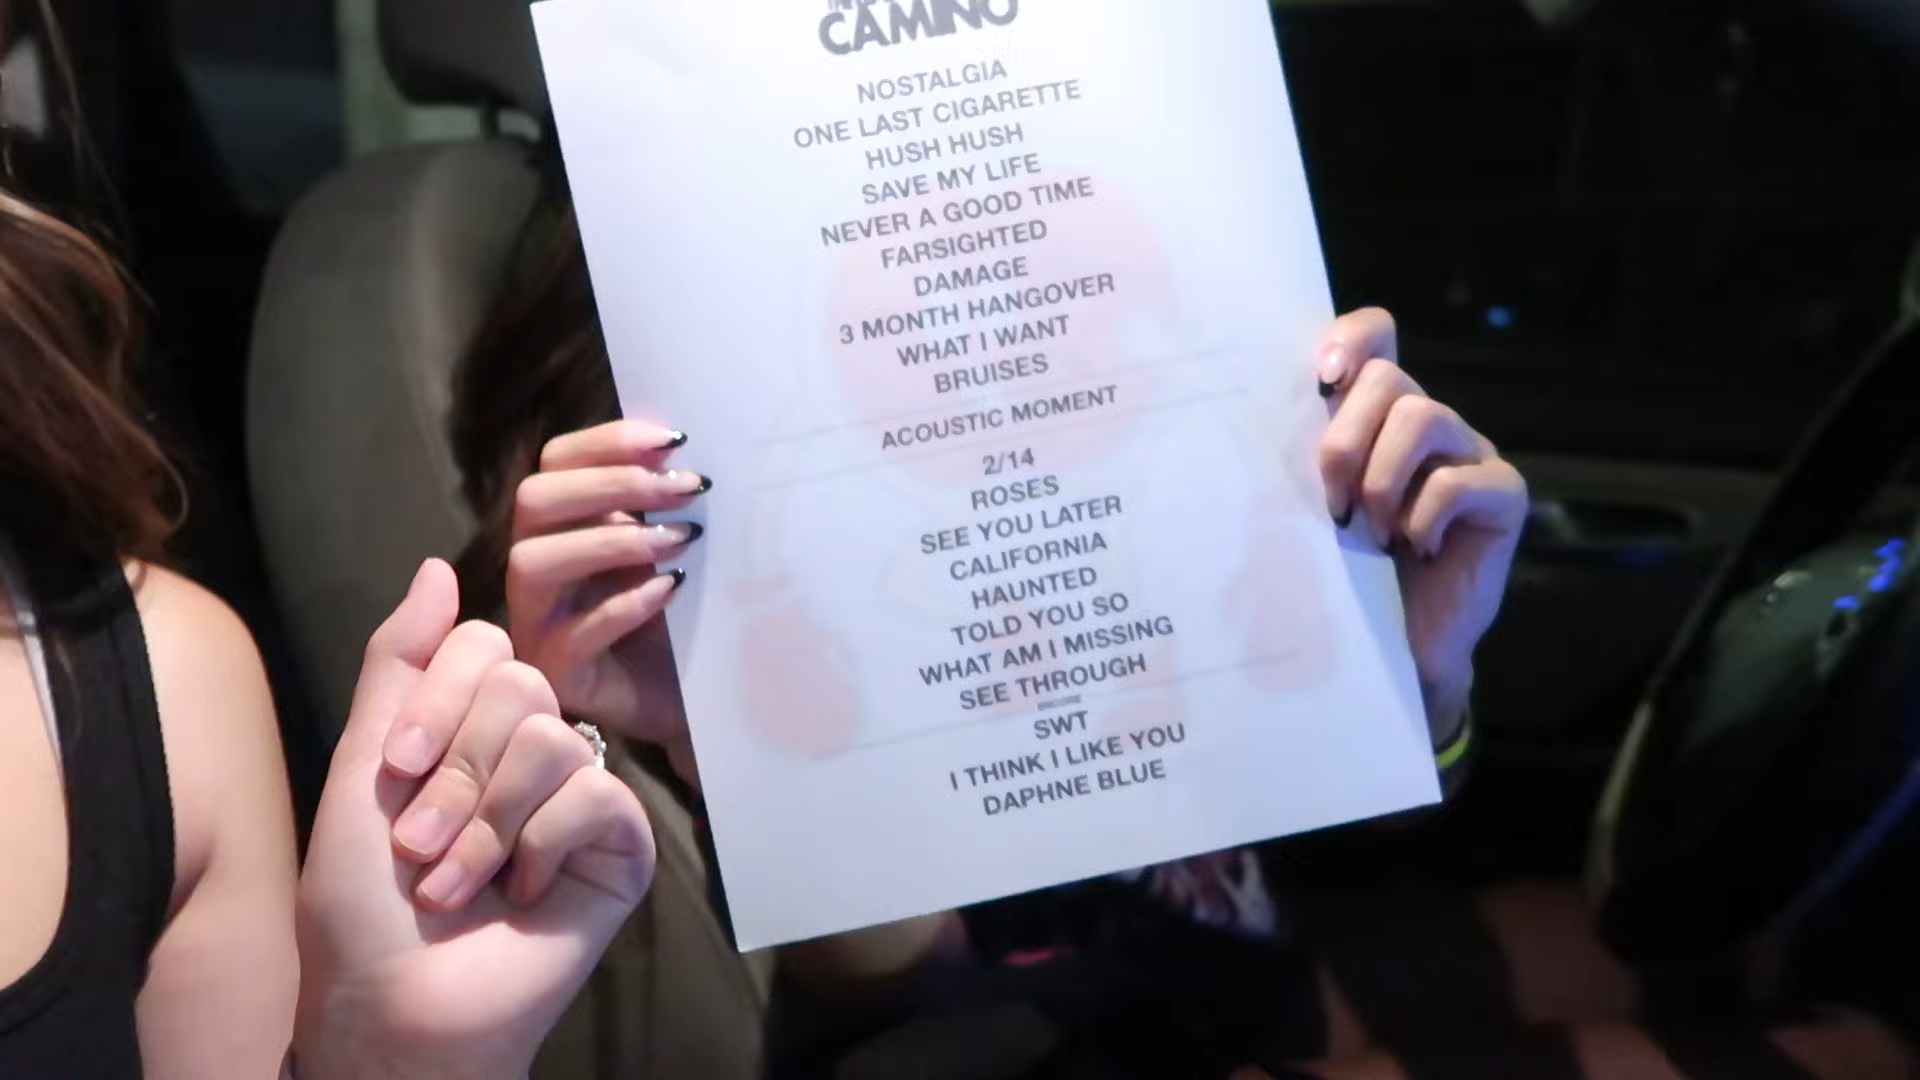 CAMINO
NOSTALGIA
ONE LAST CIGARETTE
HUSH HUSH
SAVE MY LIFE
NEVER A GOOD TIME
FARSIGHTED
DAMAGE
3 MONTH HANGOVER
WHAT I WANT
BRUISES
ACOUSTIC MOMENT
2/14
ROSES
SEE YOU LATER
CALIFORNIA
HAUNTED
TOLD YOU SO
WHAT AM I MISSING
SEE THROUGH
ENCORE
SWT
I THINK I LIKE YOU
DAPHNE BLUE